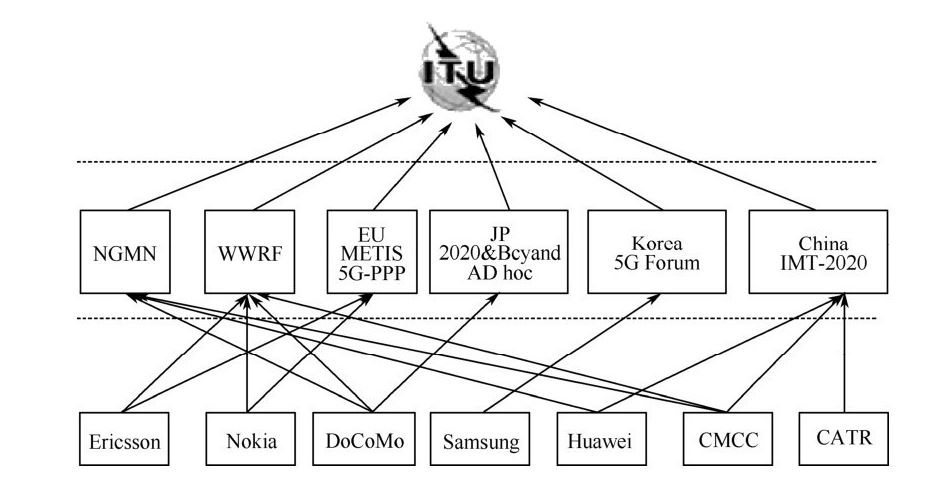 ITU
NGMN
WWRF
EU
METIS
5G-PPP
JP
2020&Bcyand
AD hoc
Korca
5G Forum
China
IMT-2020
Ericsson
Nokia
DoCoMo
Samsung
Huawei
CMCC
CATR